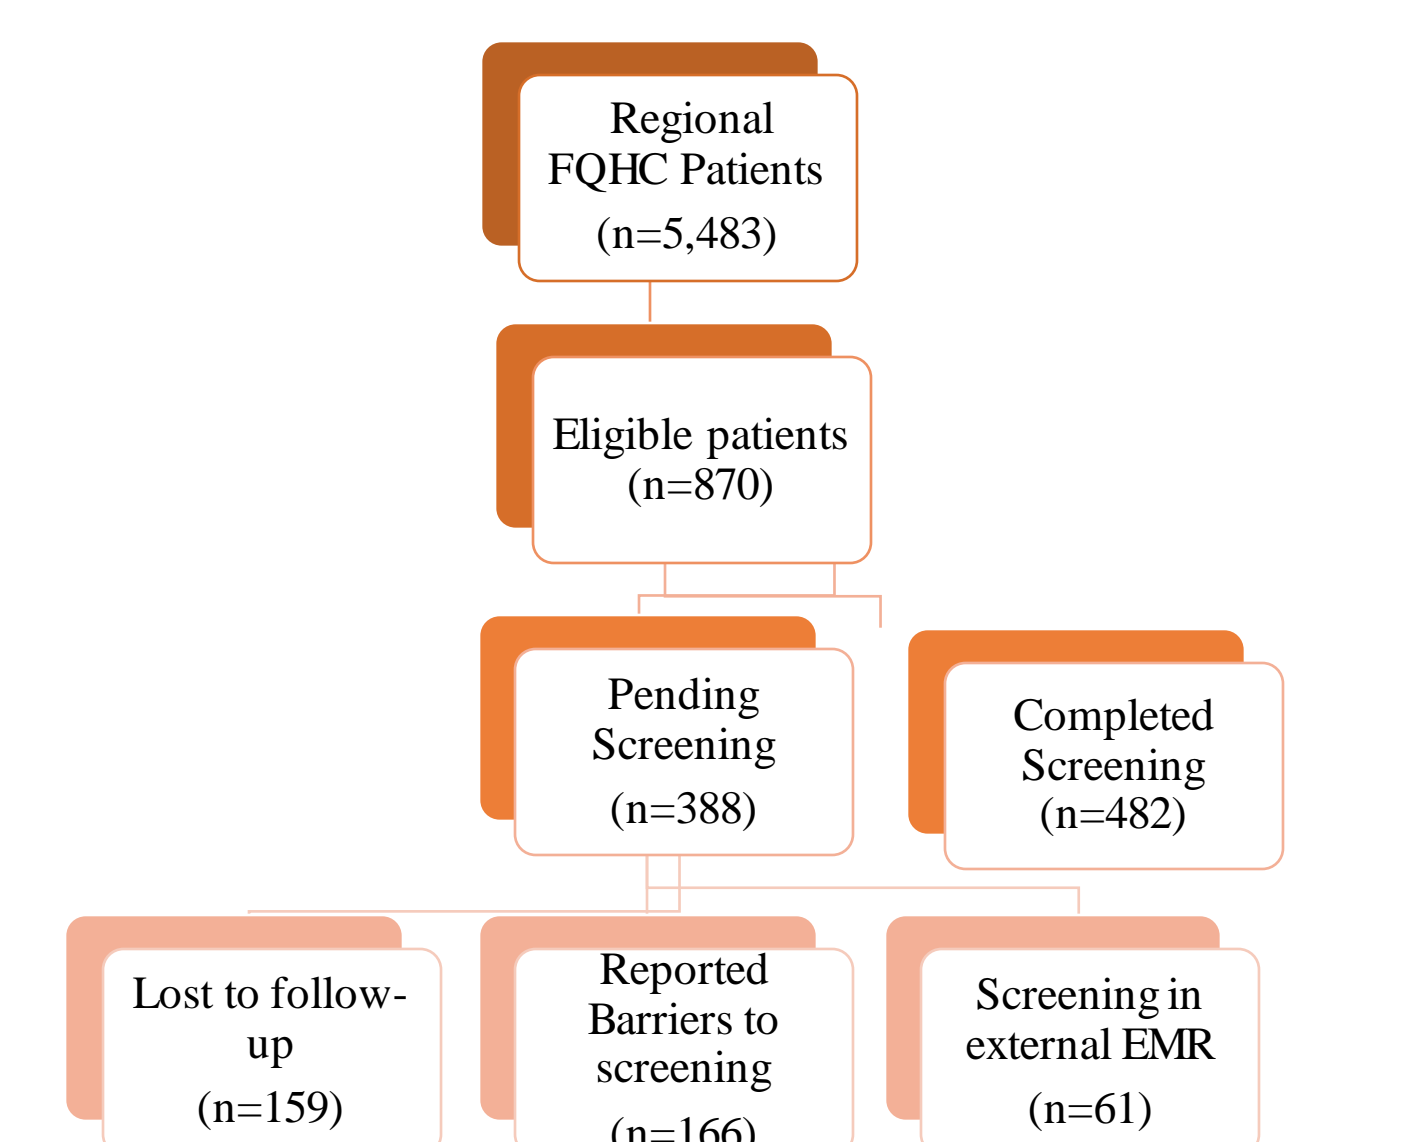 Regional
FQHC Patients
(n=5,483)
Eligible patients
(n=870)
Pending
Screening
(n=388)
Completed
Screening
(n=482)
Lost to follow-
up
(n=159)
Reported
Barriers to
screening
(n=166)
Screening in
external EMR
(n=61)